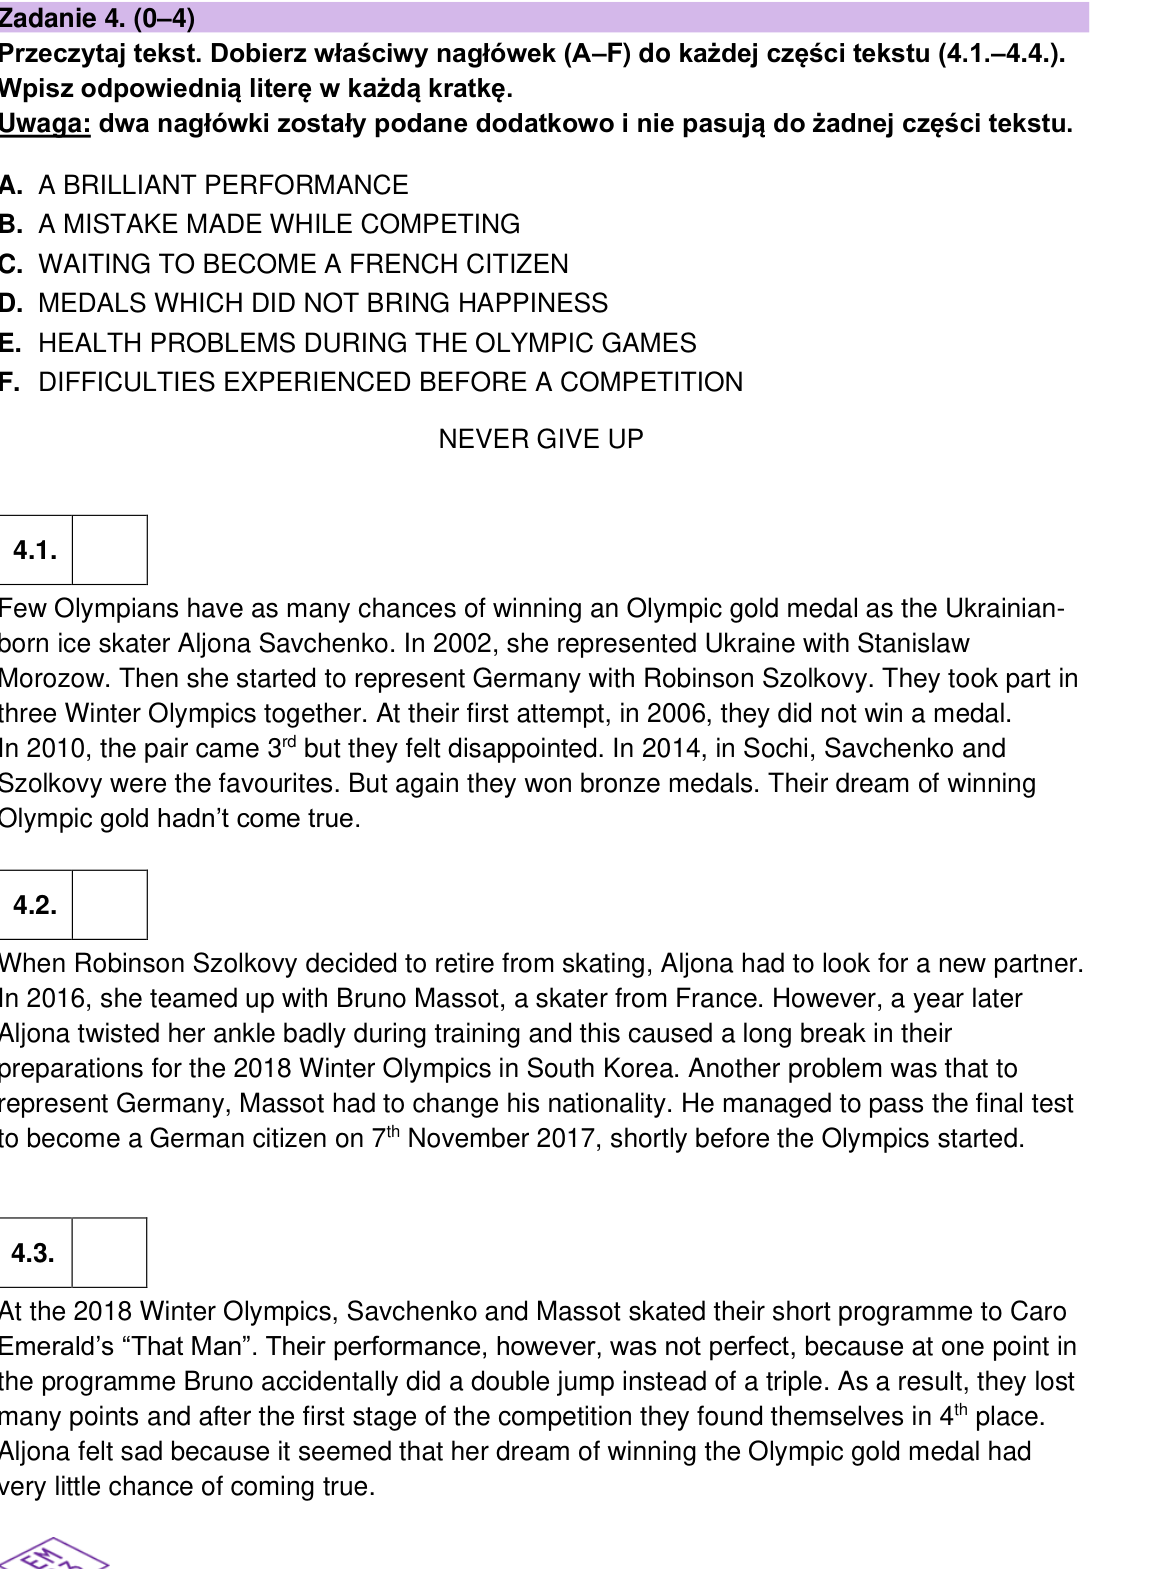 Zadanie 4. (0–4)
Przeczytaj tekst. Dobierz właściwy nagłówek (A–F) do każdej części tekstu (4.1.–4.4.).
Wpisz odpowiednią literę w każdą kratkę.
Uwaga: dwa nagłówki zostały podane dodatkowo i nie pasują do żadnej części tekstu.
A. A BRILLIANT PERFORMANCE
B. A MISTAKE MADE WHILE COMPETING
C. WAITING TO BECOME A FRENCH CITIZEN
D. MEDALS WHICH DID NOT BRING HAPPINESS
E. HEALTH PROBLEMS DURING THE OLYMPIC GAMES
F. DIFFICULTIES EXPERIENCED BEFORE A COMPETITION
NEVER GIVE UP
4.1.
Few Olympians have as many chances of winning an Olympic gold medal as the Ukrainian-
born ice skater Aljona Savchenko. In 2002, she represented Ukraine with Stanislaw
Morozow. Then she started to represent Germany with Robinson Szolkovy. They took part in
three Winter Olympics together. At their first attempt, in 2006, they did not win a medal.
In 2010, the pair came 3rd but they felt disappointed. In 2014, in Sochi, Savchenko and
Szolkovy were the favourites. But again they won bronze medals. Their dream of winning
Olympic gold hadn’t come true.
4.2.
When Robinson Szolkovy decided to retire from skating, Aljona had to look for a new partner.
In 2016, she teamed up with Bruno Massot, a skater from France. However, a year later
Aljona twisted her ankle badly during training and this caused a long break in their
preparations for the 2018 Winter Olympics in South Korea. Another problem was that to
represent Germany, Massot had to change his nationality. He managed to pass the final test
to become a German citizen on 7th November 2017, shortly before the Olympics started.
4.3.
At the 2018 Winter Olympics, Savchenko and Massot skated their short programme to Caro
Emerald’s “That Man”. Their performance, however, was not perfect, because at one point in
the programme Bruno accidentally did a double jump instead of a triple. As a result, they lost
many points and after the first stage of the competition they found themselves in 4th place.
Aljona felt sad because it seemed that her dream of winning the Olympic gold medal had
very little chance of coming true.